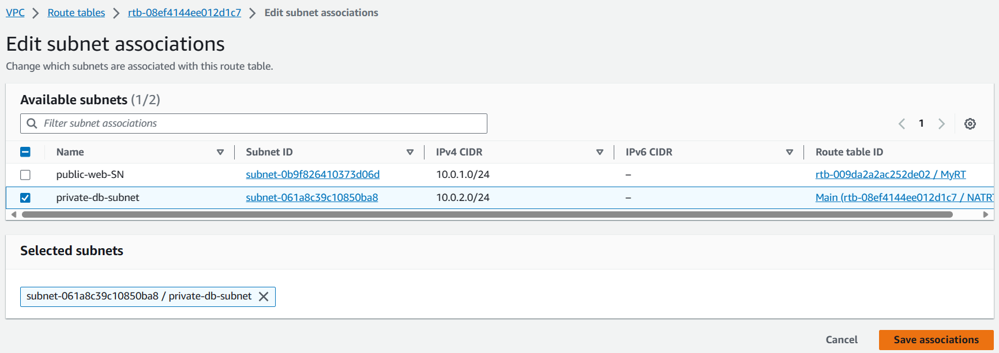 VPC > Route tables > rtb-08ef4144ee012d1c7 > Edit subnet associations
Edit subnet associations
Change which subnets are associated with this route table.
Available subnets (1/2)
Filter subnet associations
1
Name Subnet ID IPv4 CIDR IPv6 CIDR Route table ID
public-web-SN subnet-0b9f826410373d06d 10.0.1.0/24 – rtb-009da2a2ac252de02 / MyRT
private-db-subnet subnet-061a8c39c10850ba8 10.0.2.0/24 – Main (rtb-08ef4144ee012d1c7 / NATRT
Selected subnets
subnet-061a8c39c10850ba8 / private-db-subnet
Cancel Save associations